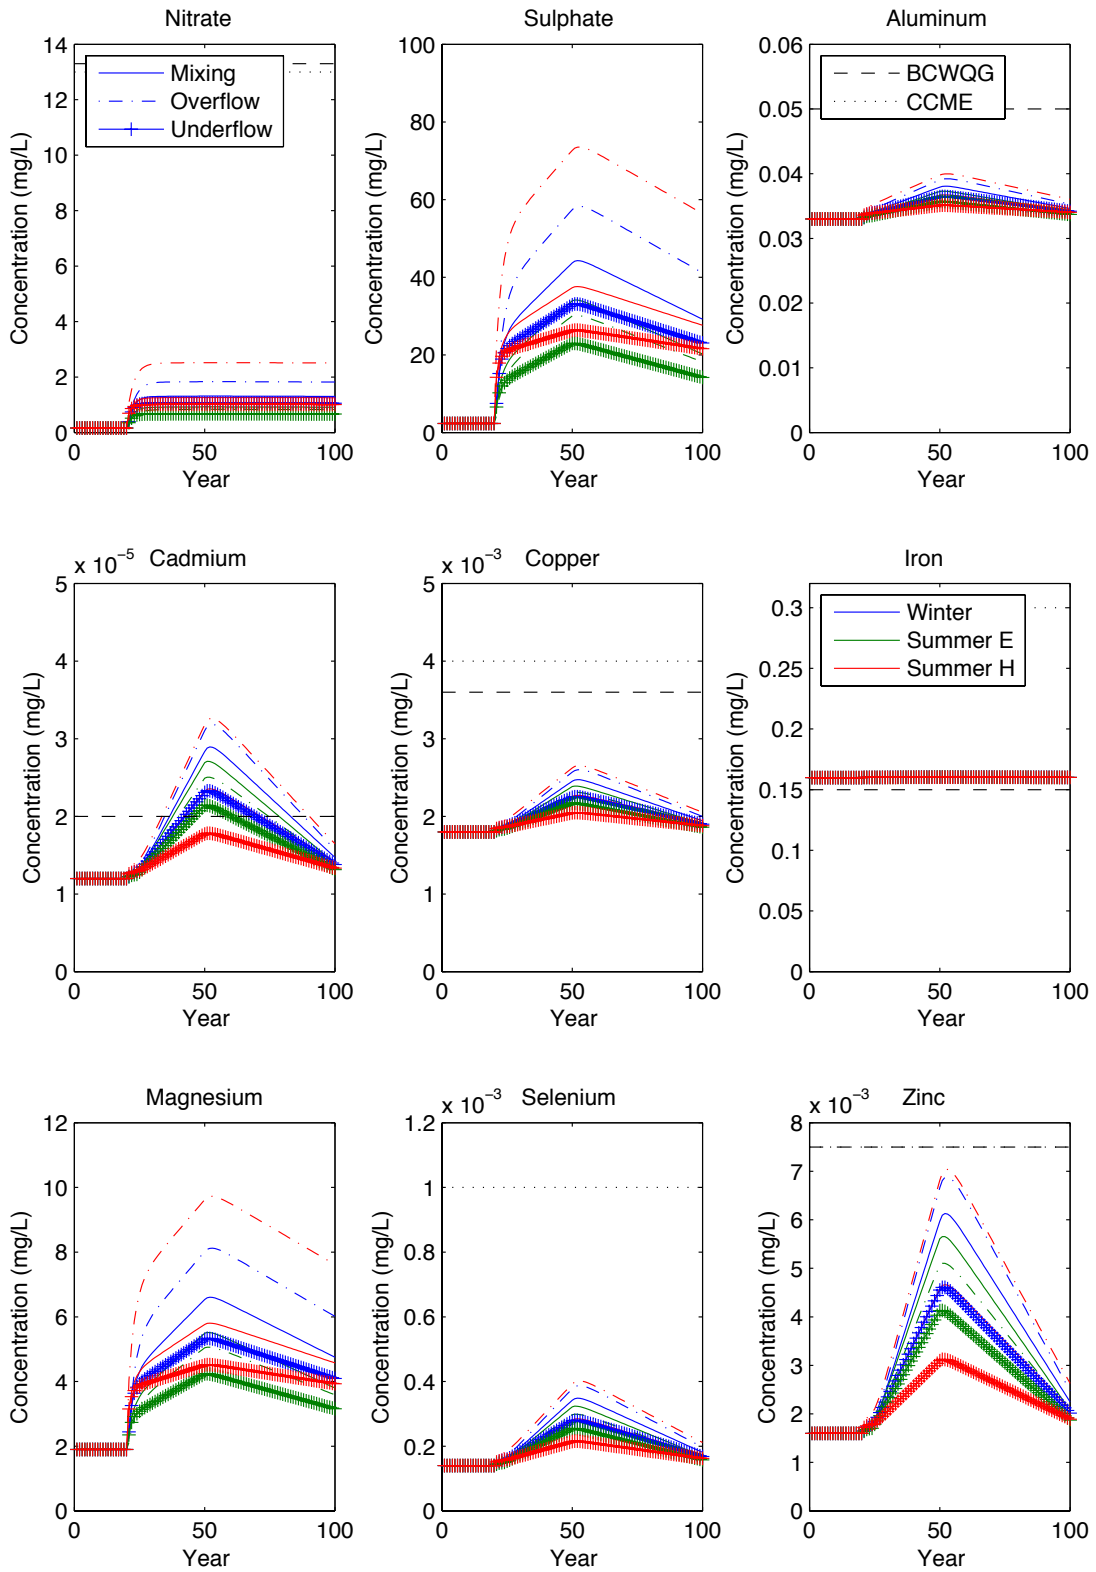 Nitrate
14
12
10
8
6
4
2
0
Concentration (mg/L)
Mixing
Overflow
Underflow
0 50 100
Year
Sulphate
100
80
60
40
20
0
Concentration (mg/L)
0 50 100
Year
Aluminum
0.06
0.05
0.04
0.03
0.02
0.01
0
Concentration (mg/L)
BCWQG
CCME
0 50 100
Year
x 10-5 Cadmium
5
4
3
2
1
0
Concentration (mg/L)
0 50 100
Year
x 10-3 Copper
5
4
3
2
1
0
Concentration (mg/L)
0 50 100
Year
Iron
0.3
0.25
0.2
0.15
0.1
0.05
0
Concentration (mg/L)
Winter
Summer E
Summer H
0 50 100
Year
Magnesium
12
10
8
6
4
2
0
Concentration (mg/L)
0 50 100
Year
x 10-3 Selenium
1.2
1
0.8
0.6
0.4
0.2
0
Concentration (mg/L)
0 50 100
Year
x 10-3 Zinc
8
7
6
5
4
3
2
1
0
Concentration (mg/L)
0 50 100
Year